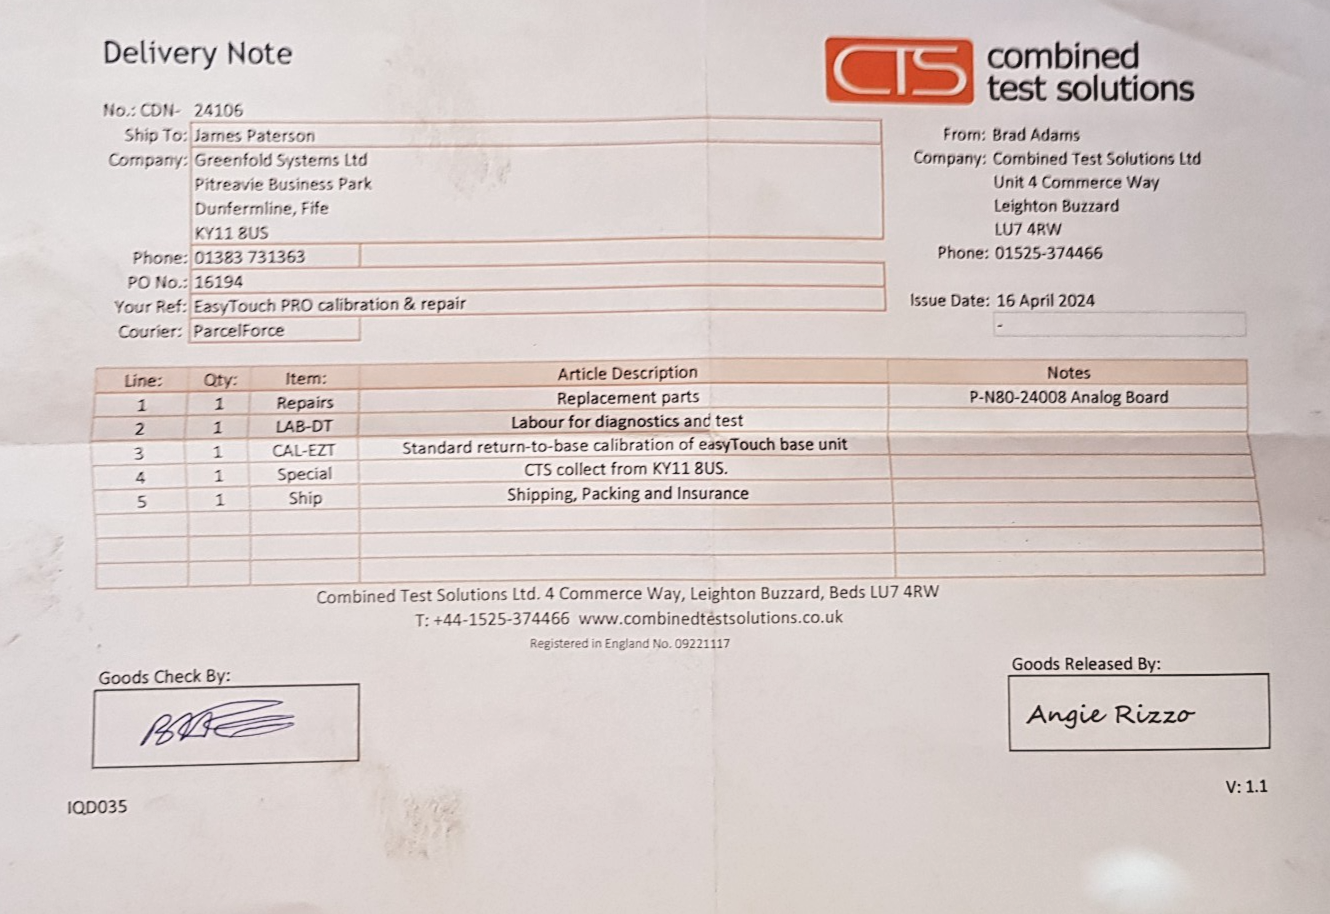 Delivery Note
CTS combined
test solutions
No.: CDN- 24106
Ship To: James Paterson
Company: Greenfold Systems Ltd
Pitreavie Business Park
Dunfermline, Fife
KY11 8US
Phone: 01383 731363
PO No.: 16194
Your Ref: EasyTouch PRO calibration & repair
Courier: ParcelForce
From: Brad Adams
Company: Combined Test Solutions Ltd
Unit 4 Commerce Way
Leighton Buzzard
LU7 4RW
Phone: 01525-374466
Issue Date: 16 April 2024
-
Line: Qty: Item: Article Description Notes
1 1 Repairs Replacement parts P-N80-24008 Analog Board
2 1 LAB-DT Labour for diagnostics and test
3 1 CAL-EZT Standard return-to-base calibration of easyTouch base unit
4 1 Special CTS collect from KY11 8US.
5 1 Ship Shipping, Packing and Insurance
Combined Test Solutions Ltd. 4 Commerce Way, Leighton Buzzard, Beds LU7 4RW
T: +44-1525-374466 www.combinedtestsolutions.co.uk
Registered in England No. 09221117
Goods Check By:
Goods Released By:
Angie Rizzo
V: 1.1
IQD035